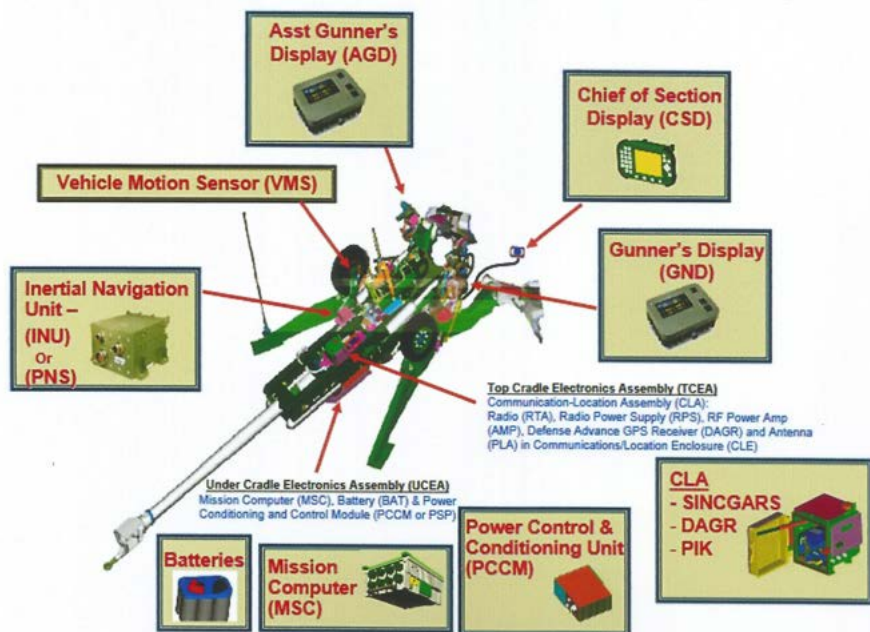 Asst Gunner's
Display (AGD)
Chief of Section
Display (CSD)
Vehicle Motion Sensor (VMS)
Gunner's Display
(GND)
Inertial Navigation
Unit –
(INU)
Or
(PNS)
Top Cradle Electronics Assembly (TCEA)
Communication-Location Assembly (CLA):
Radio (RTA), Radio Power Supply (RPS), RF Power Amp
(AMP), Defense Advance GPS Receiver (DAGR) and Antenna
(PLA) in Communications/Location Enclosure (CLE)
Under Cradle Electronics Assembly (UCEA)
Mission Computer (MSC), Battery (BAT) & Power
Conditioning and Control Module (PCCM or PSP)
CLA
- SINCGARS
- DAGR
- PIK
Batteries
Mission
Computer
(MSC)
Power Control &
Conditioning Unit
(PCCM)